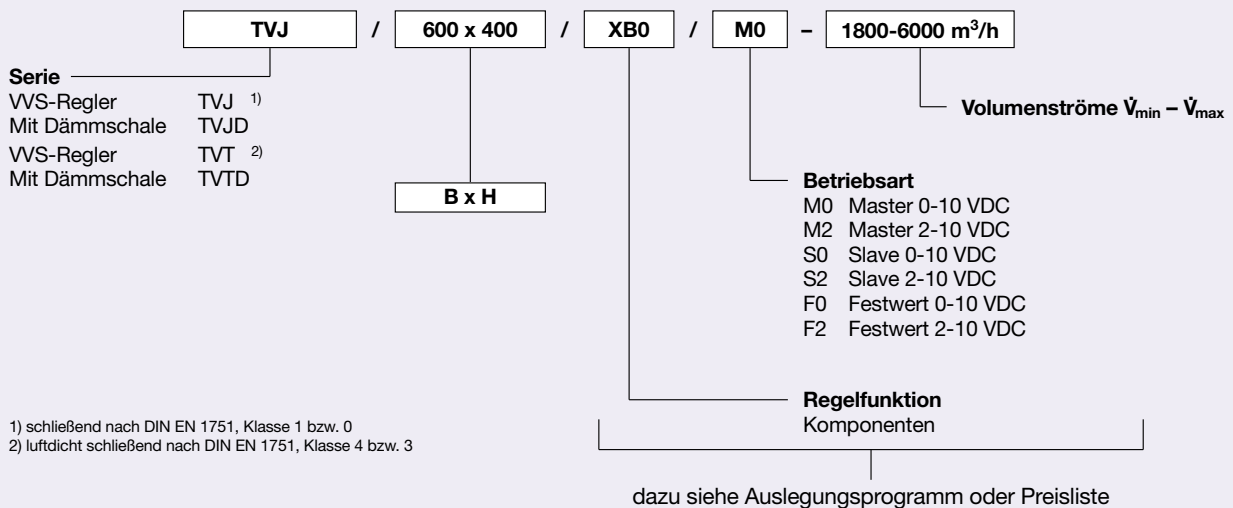 TVJ / 600 x 400 / XB0 / M0 – 1800-6000 m³/h
Serie
VVS-Regler TVJ 1)
Mit Dämmschale TVJD
VVS-Regler TVT 2)
Mit Dämmschale TVTD
B x H
Volumenströme V̇min – V̇max
Betriebsart
M0 Master 0-10 VDC
M2 Master 2-10 VDC
S0 Slave 0-10 VDC
S2 Slave 2-10 VDC
F0 Festwert 0-10 VDC
F2 Festwert 2-10 VDC
Regelfunktion
Komponenten
1) schließend nach DIN EN 1751, Klasse 1 bzw. 0
2) luftdicht schließend nach DIN EN 1751, Klasse 4 bzw. 3
dazu siehe Auslegungsprogramm oder Preisliste